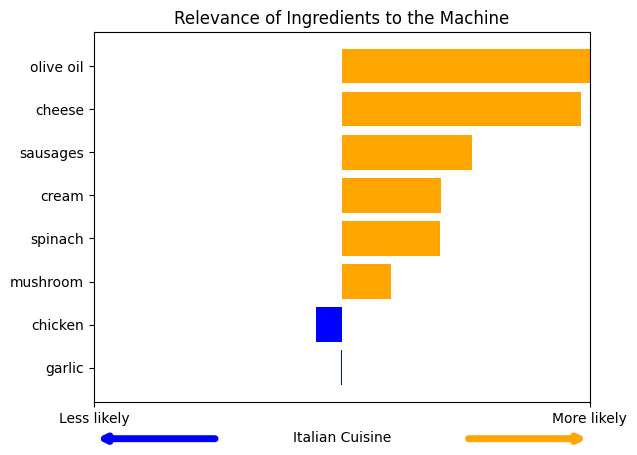 Relevance of Ingredients to the Machine
olive oil
cheese
sausages
cream
spinach
mushroom
chicken
garlic
Less likely
More likely
Italian Cuisine